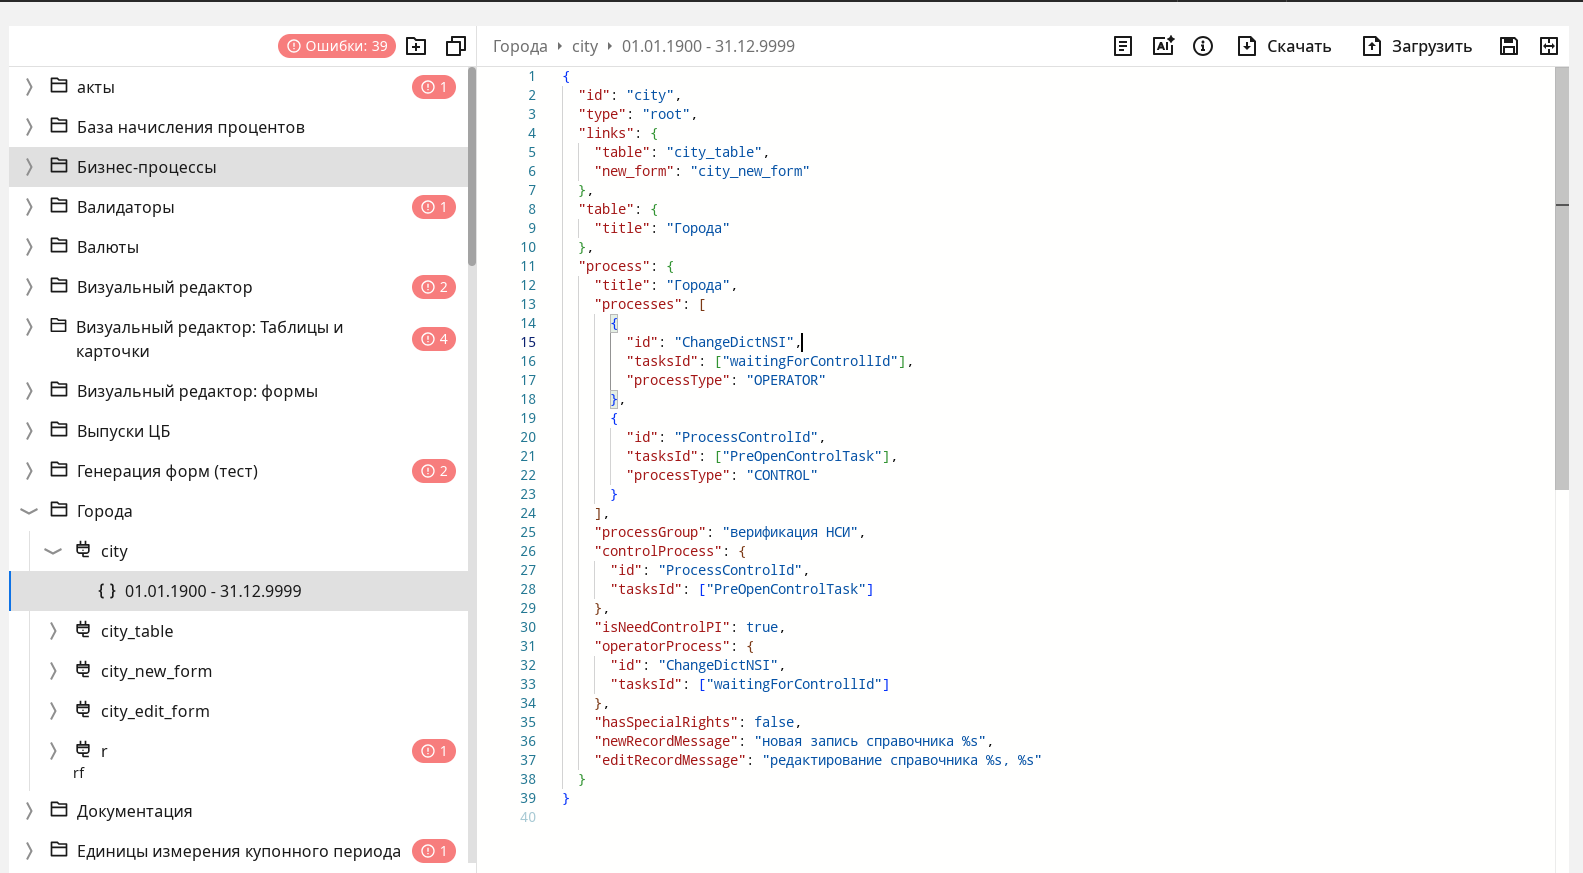 Ошибки: 39
акты
1
База начисления процентов
Бизнес-процессы
Валидаторы
1
Валюты
Визуальный редактор
2
Визуальный редактор: Таблицы и
карточки
4
Визуальный редактор: формы
Выпуски ЦБ
Генерация форм (тест)
2
Города
city
{ } 01.01.1900 - 31.12.9999
city_table
city_new_form
city_edit_form
r
1
rf
Документация
Единицы измерения купонного периода
1
Города
city
01.01.1900 - 31.12.9999
AI
Скачать
Загрузить
1 {
2 "id": "city",
3 "type": "root",
4 "links": {
5 "table": "city_table",
6 "new_form": "city_new_form"
7 },
8 "table": {
9 "title": "Города"
10 },
11 "process": {
12 "title": "Города",
13 "processes": [
14 {
15 "id": "ChangeDictNSI",
16 "tasksId": ["waitingForControllId"],
17 "processType": "OPERATOR"
18 },
19 {
20 "id": "ProcessControlId",
21 "tasksId": ["PreOpenControlTask"],
22 "processType": "CONTROL"
23 }
24 ],
25 "processGroup": "верификация НСИ",
26 "controlProcess": {
27 "id": "ProcessControlId",
28 "tasksId": ["PreOpenControlTask"]
29 },
30 "isNeedControlPI": true,
31 "operatorProcess": {
32 "id": "ChangeDictNSI",
33 "tasksId": ["waitingForControllId"]
34 },
35 "hasSpecialRights": false,
36 "newRecordMessage": "новая запись справочника %s",
37 "editRecordMessage": "редактирование справочника %s, %s"
38 }
39 }
40